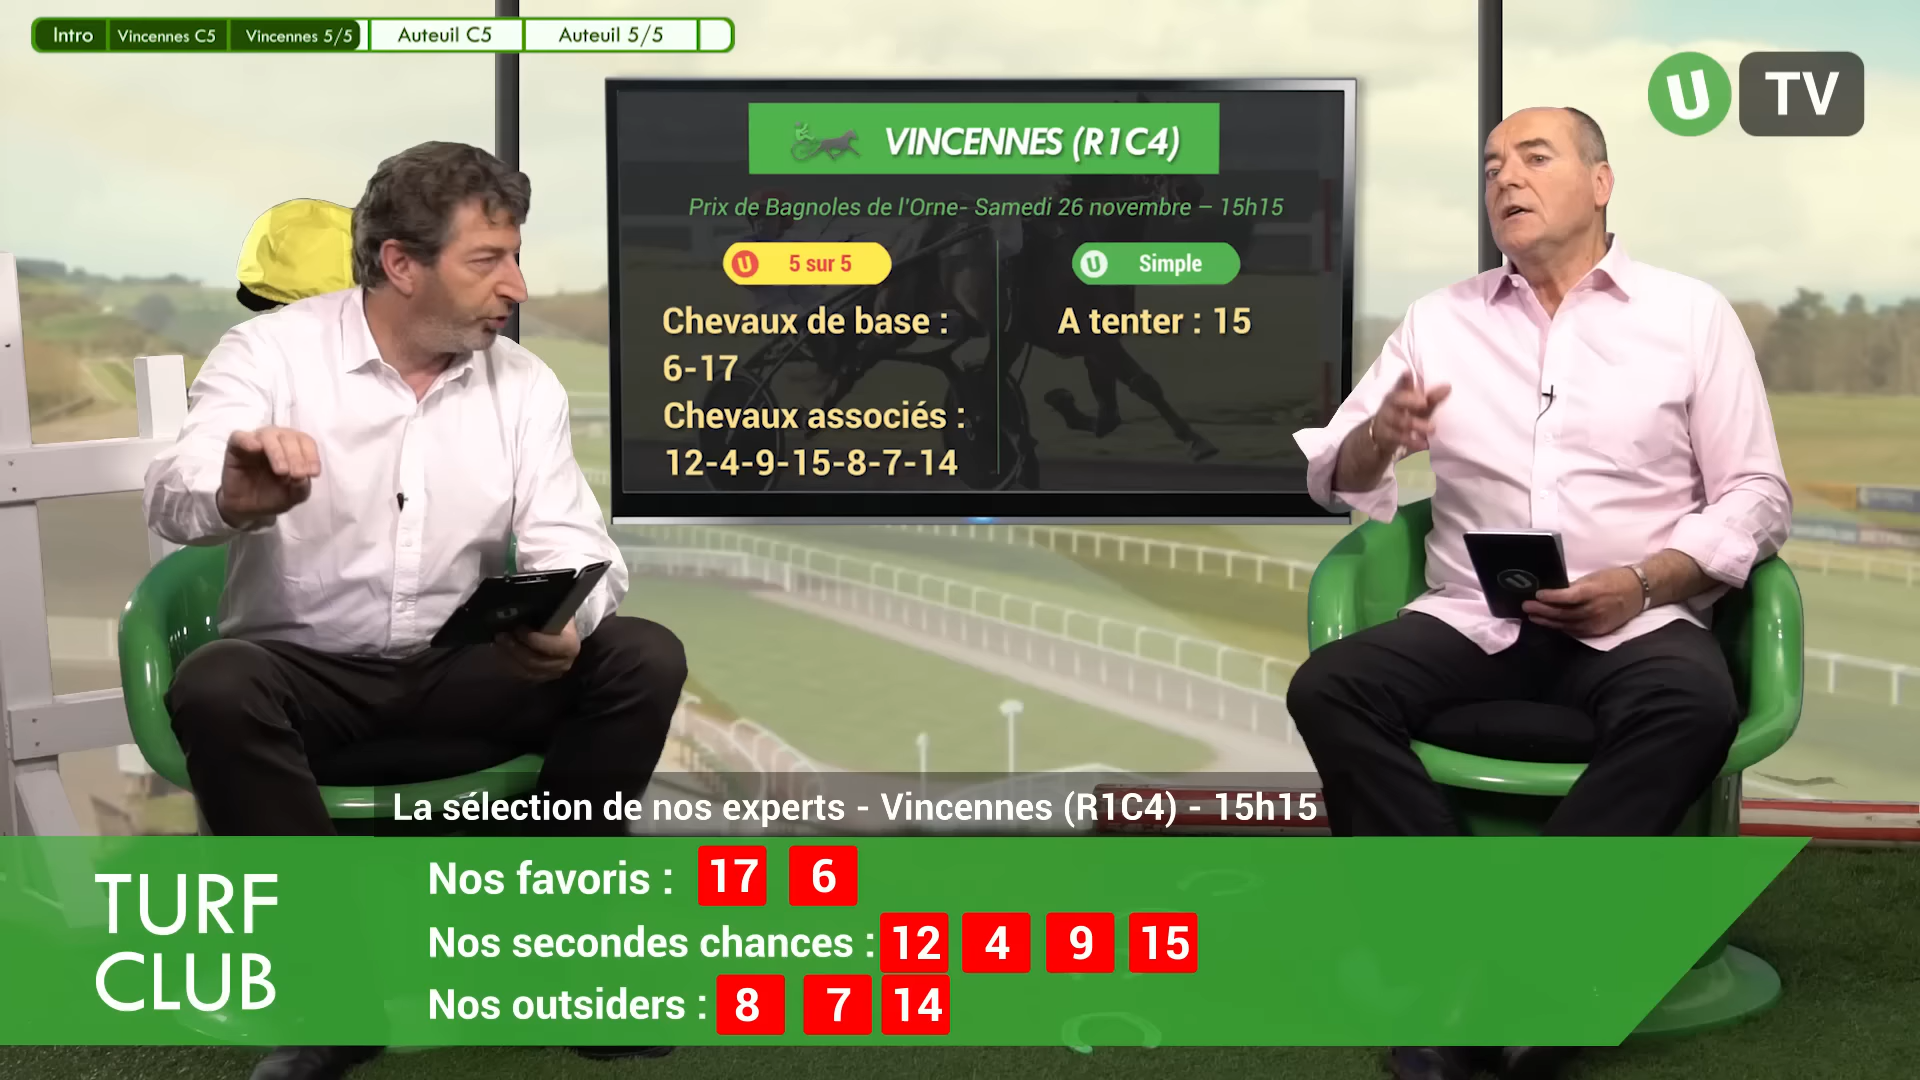 Intro
Vincennes C5
Vincennes 5/5
Auteuil C5
Auteuil 5/5
U TV
VINCENNES (R1C4)
Prix de Bagnoles de l'Orne- Samedi 26 novembre – 15h15
U 5 sur 5
Chevaux de base :
6-17
Chevaux associés :
12-4-9-15-8-7-14
U Simple
A tenter : 15
La sélection de nos experts - Vincennes (R1C4) - 15h15
TURF
CLUB
Nos favoris : 17 6
Nos secondes chances : 12 4 9 15
Nos outsiders : 8 7 14